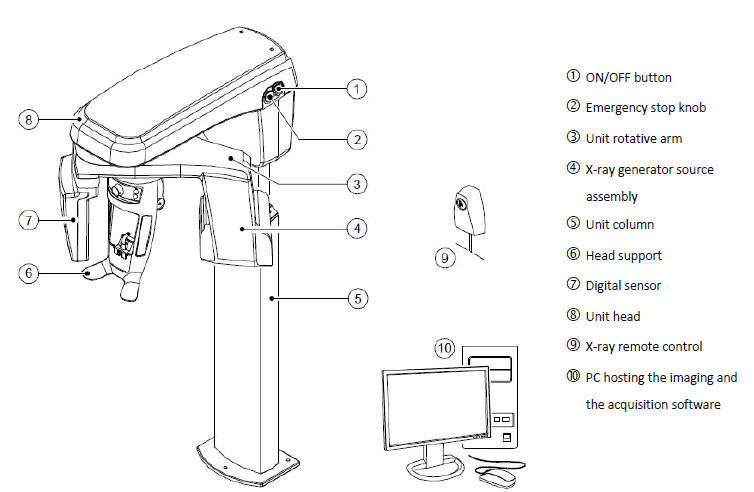 1
8
2
3
7
4
9
6
5
10
① ON/OFF button
② Emergency stop knob
③ Unit rotative arm
④ X-ray generator source
assembly
⑤ Unit column
⑥ Head support
⑦ Digital sensor
⑧ Unit head
⑨ X-ray remote control
⑩ PC hosting the imaging and
the acquisition software